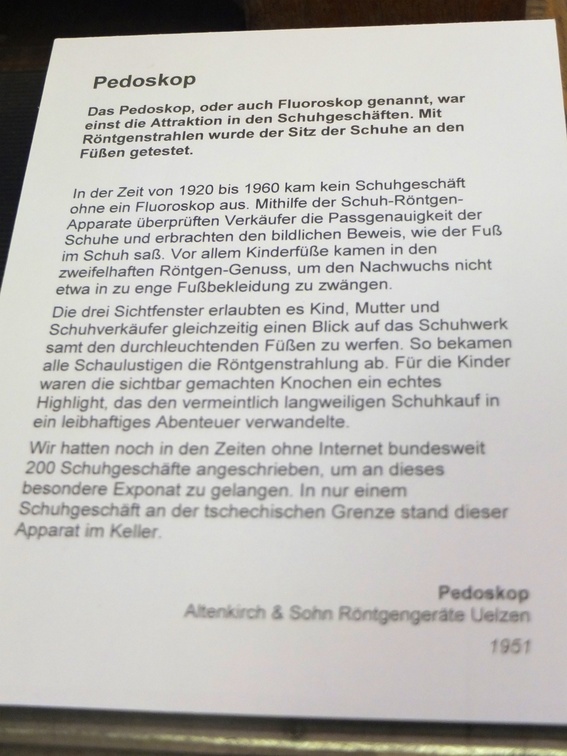 Pedoskop
Das Pedoskop, oder auch Fluoroskop genannt, war
einst die Attraktion in den Schuhgeschäften. Mit
Röntgenstrahlen wurde der Sitz der Schuhe an den
Füßen getestet.
In der Zeit von 1920 bis 1960 kam kein Schuhgeschäft
ohne ein Fluoroskop aus. Mithilfe der Schuh-Röntgen-
Apparate überprüften Verkäufer die Passgenauigkeit der
Schuhe und erbrachten den bildlichen Beweis, wie der Fuß
im Schuh saß. Vor allem Kinderfüße kamen in den
zweifelhaften Röntgen-Genuss, um den Nachwuchs nicht
etwa in zu enge Fußbekleidung zu zwängen.
Die drei Sichtfenster erlaubten es Kind, Mutter und
Schuhverkäufer gleichzeitig einen Blick auf das Schuhwerk
samt den durchleuchtenden Füßen zu werfen. So bekamen
alle Schaulustigen die Röntgenstrahlung ab. Für die Kinder
waren die sichtbar gemachten Knochen ein echtes
Highlight, das den vermeintlich langweiligen Schuhkauf in
ein leibhaftiges Abenteuer verwandelte.
Wir hatten noch in den Zeiten ohne Internet bundesweit
200 Schuhgeschäfte angeschrieben, um an dieses
besondere Exponat zu gelangen. In nur einem
Schuhgeschäft an der tschechischen Grenze stand dieser
Apparat im Keller.
Pedoskop
Altenkirch & Sohn Röntgengeräte Uelzen
1951